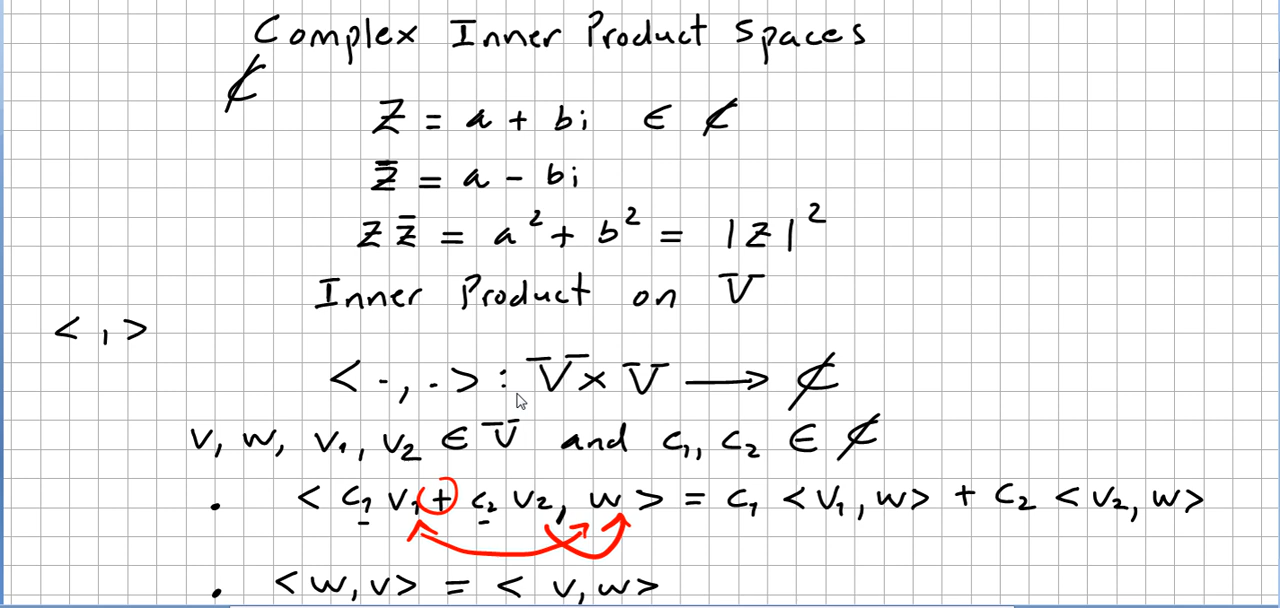 Complex Inner Product Spaces
ℂ
Z = a + bi ∈ ℂ
z̄ = a - bi
z z̄ = a² + b² = |z|²
Inner Product on V
< , >
< ·, · > : V × V ⟶ ℂ
v, w, v₁, v₂ ∈ V and c₁, c₂ ∈ ℂ
· < c₁ v₁ + c₂ v₂, w > = c₁ <v₁, w> + c₂ <v₂, w>
· <w, v> = < v, w>